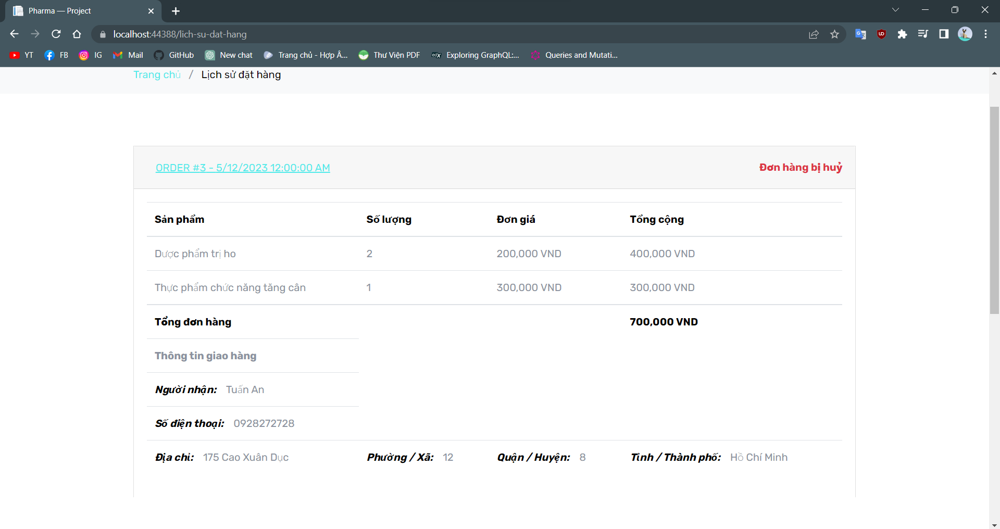 Pharma — Project
localhost:44388/lich-su-dat-hang
YT FB IG Mail GitHub New chat Trang chủ - Hợp Â... Thư Viện PDF edX Exploring GraphQL:... Queries and Mutati...
Trang chủ / Lịch sử đặt hàng
ORDER #3 - 5/12/2023 12:00:00 AM Đơn hàng bị huỷ
Sản phẩm Số lượng Đơn giá Tổng cộng
Dược phẩm trị ho 2 200,000 VND 400,000 VND
Thực phẩm chức năng tăng cân 1 300,000 VND 300,000 VND
Tổng đơn hàng 700,000 VND
Thông tin giao hàng
Người nhận: Tuấn An
Số điện thoại: 0928272728
Địa chỉ: 175 Cao Xuân Dục Phường / Xã: 12 Quận / Huyện: 8 Tỉnh / Thành phố: Hồ Chí Minh